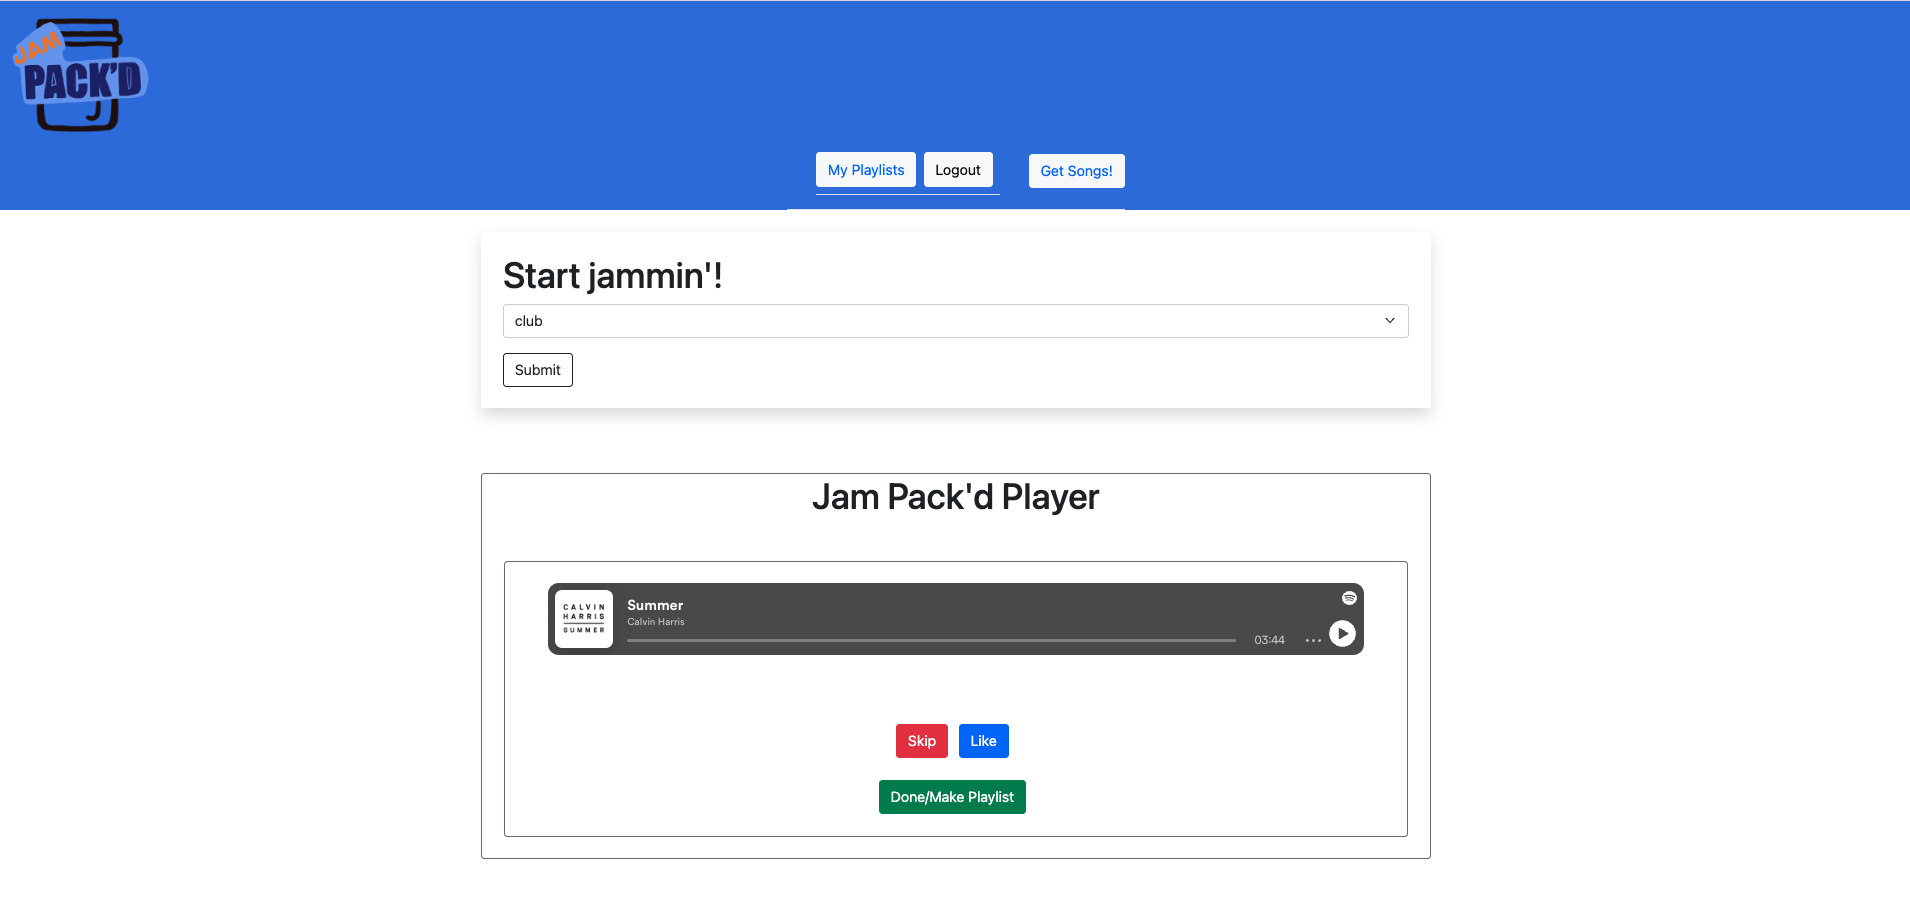 JAM
PACK'D
My Playlists
Logout
Get Songs!
Start jammin'!
club
Submit
Jam Pack'd Player
CALVIN
HARRIS
SUMMER
Summer
Calvin Harris
03:44
Skip
Like
Done/Make Playlist